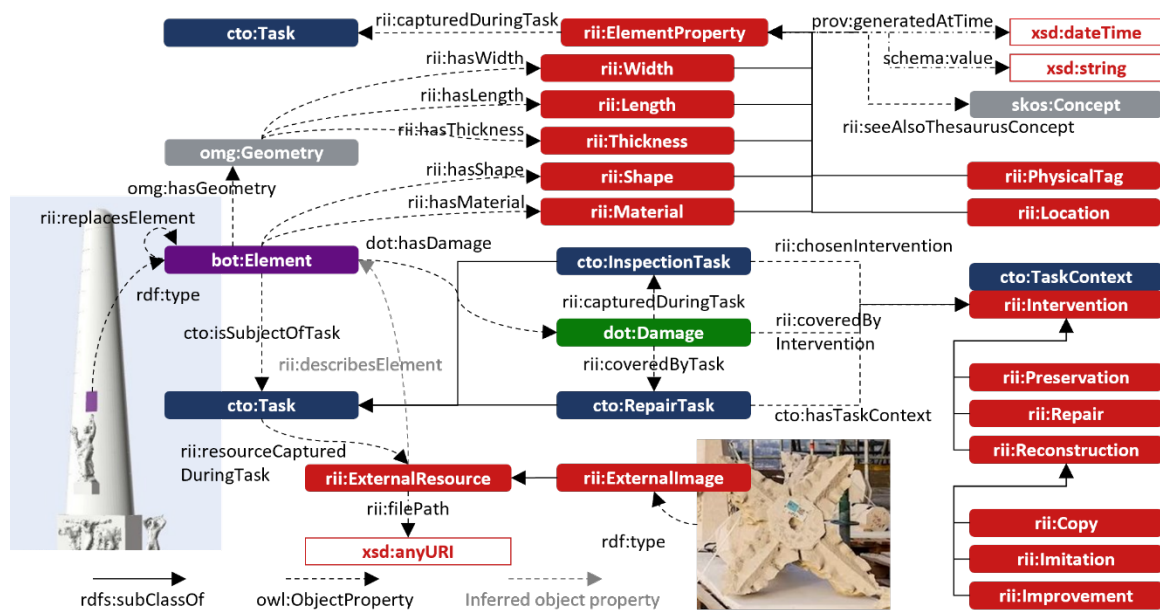 cto:Task
rii:capturedDuringTask
rii:ElementProperty
prov:generatedAtTime
xsd:dateTime
rii:hasWidth
rii:Width
schema:value
xsd:string
rii:hasLength
rii:Length
skos:Concept
rii:hasThickness
rii:Thickness
rii:seeAlsoThesaurusConcept
omg:Geometry
omg:hasGeometry
rii:hasShape
rii:Shape
rii:PhysicalTag
rii:replacesElement
rii:hasMaterial
rii:Material
rii:Location
dot:hasDamage
rii:chosenIntervention
bot:Element
cto:InspectionTask
cto:TaskContext
rdf:type
rii:capturedDuringTask
rii:Intervention
cto:isSubjectOfTask
dot:Damage
rii:coveredBy
Intervention
rii:describesElement
rii:coveredByTask
rii:Preservation
cto:Task
cto:RepairTask
cto:hasTaskContext
rii:Repair
rii:resourceCaptured
DuringTask
rii:Reconstruction
rii:ExternalResource
rii:ExternalImage
rii:filePath
rdf:type
rii:Copy
xsd:anyURI
rii:Imitation
rdfs:subClassOf
owl:ObjectProperty
Inferred object property
rii:Improvement